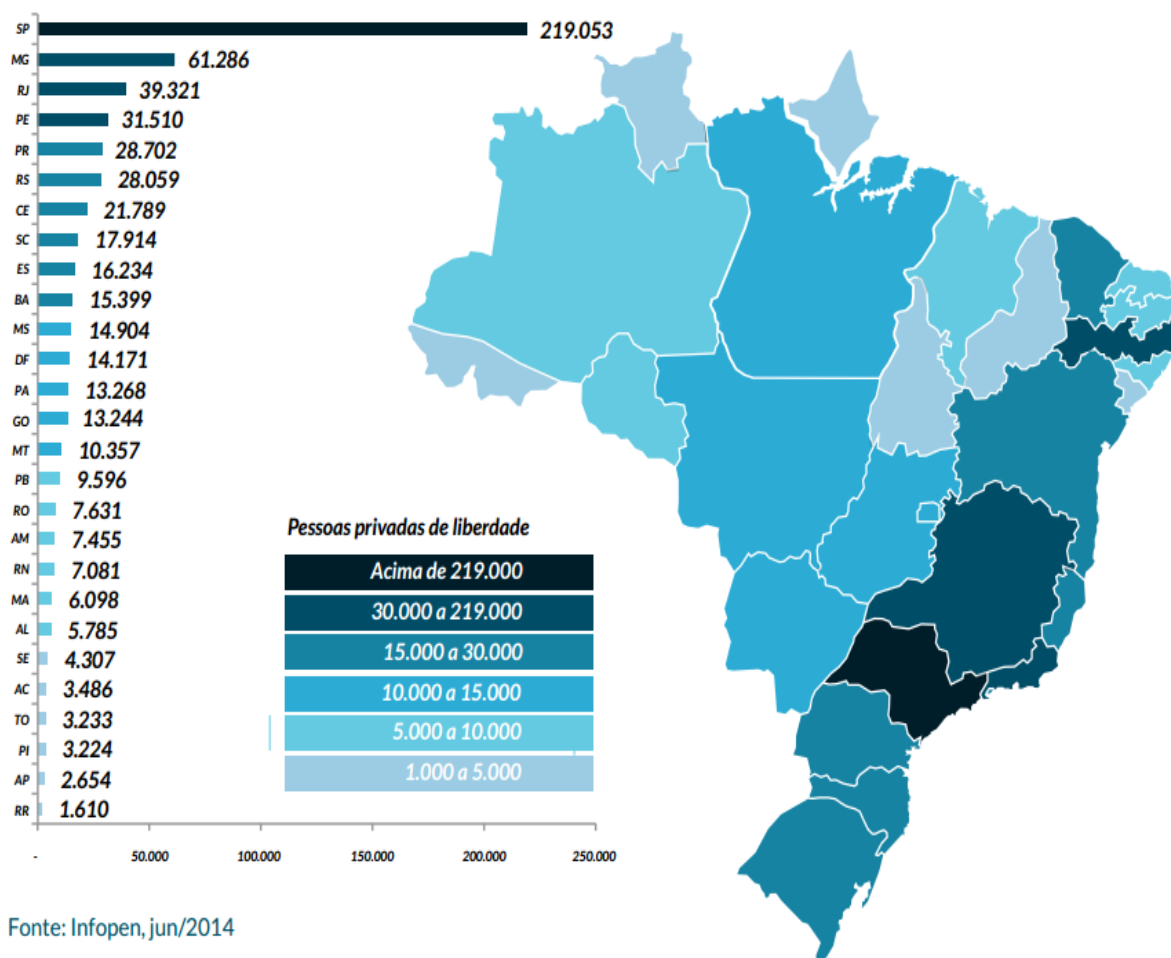 SP 219.053
MG 61.286
RJ 39.321
PE 31.510
PR 28.702
RS 28.059
CE 21.789
SC 17.914
ES 16.234
BA 15.399
MS 14.904
DF 14.171
PA 13.268
GO 13.244
MT 10.357
PB 9.596
RO 7.631
AM 7.455
RN 7.081
MA 6.098
AL 5.785
SE 4.307
AC 3.486
TO 3.233
PI 3.224
AP 2.654
RR 1.610
- 50.000 100.000 150.000 200.000 250.000
Pessoas privadas de liberdade
Acima de 219.000
30.000 a 219.000
15.000 a 30.000
10.000 a 15.000
5.000 a 10.000
1.000 a 5.000
Fonte: Infopen, jun/2014